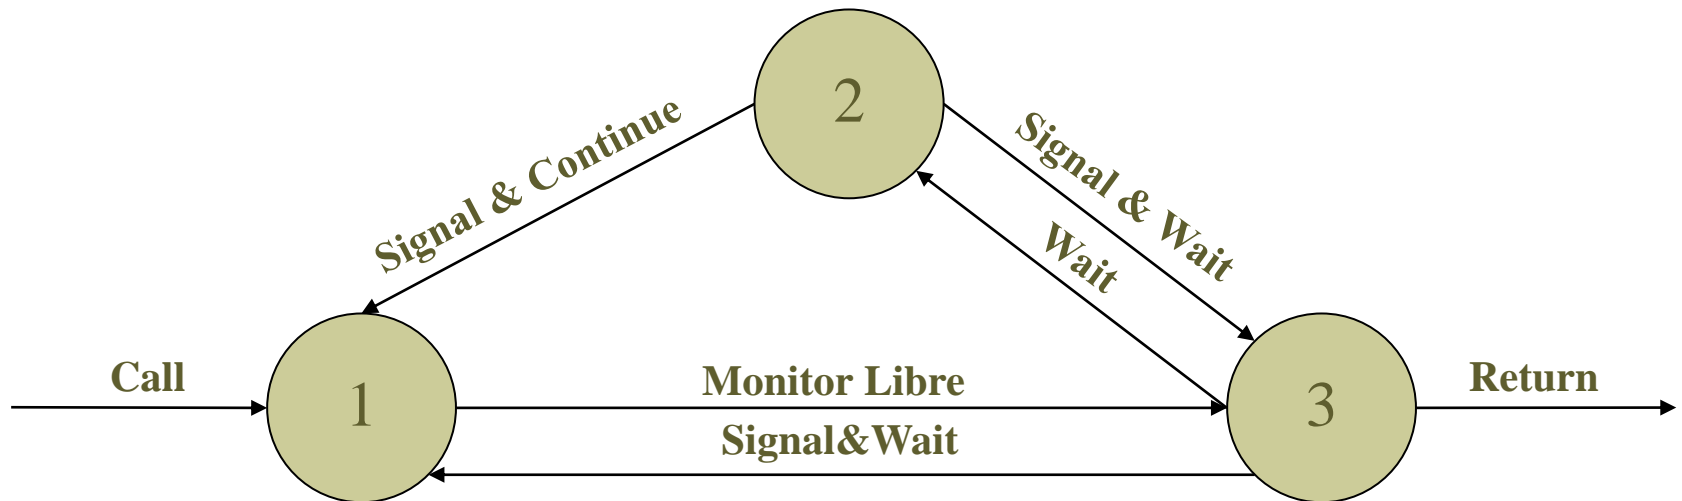 2
Signal & Continue
Signal & Wait
Wait
Call
1
Monitor Libre
Signal&Wait
3
Return